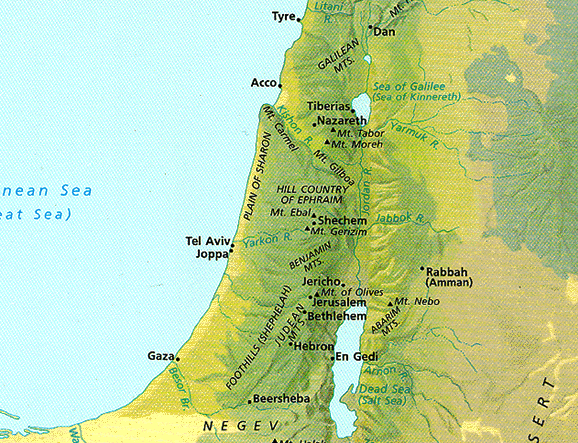 Tyre
Litani
R.
Mt.
Dan
GALILEAN
MTS.
Acco
Sea of Galilee
(Sea of Kinnereth)
Tiberias
Kishon R.
Nazareth
Mt. Carmel
Mt. Tabor
Yarmuk R.
Mt. Moreh
Mt. Gilboa
PLAIN OF SHARON
Jordan R.
nean Sea
HILL COUNTRY
OF EPHRAIM
eat Sea)
Mt. Ebal
Shechem
Jabbok R.
Mt. Gerizim
Tel Aviv
Yarkon R.
Joppa
BENJAMIN
MTS.
Rabbah
(Amman)
Jericho
Mt. of Olives
Jerusalem
Mt. Nebo
Bethlehem
ABARIM
MTS.
FOOTHILLS (SHEPHELAH)
JUDEAN
MTS.
Hebron
Gaza
En Gedi
Besor Br.
Arnon R.
Dead Sea
(Salt Sea)
Beersheba
NEGEV
SERT